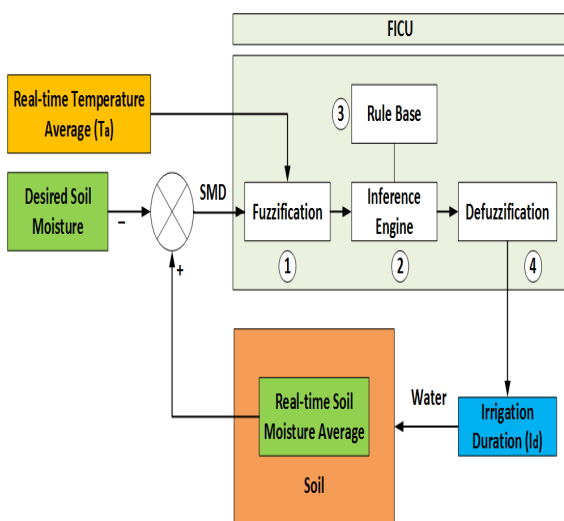 FICU
Real-time Temperature
Average (Ta)
3
Rule Base
Desired Soil
Moisture
−
SMD
+
Fuzzification
Inference
Engine
Defuzzification
1
2
4
Real-time Soil
Moisture Average
Soil
Water
Irrigation
Duration (Id)